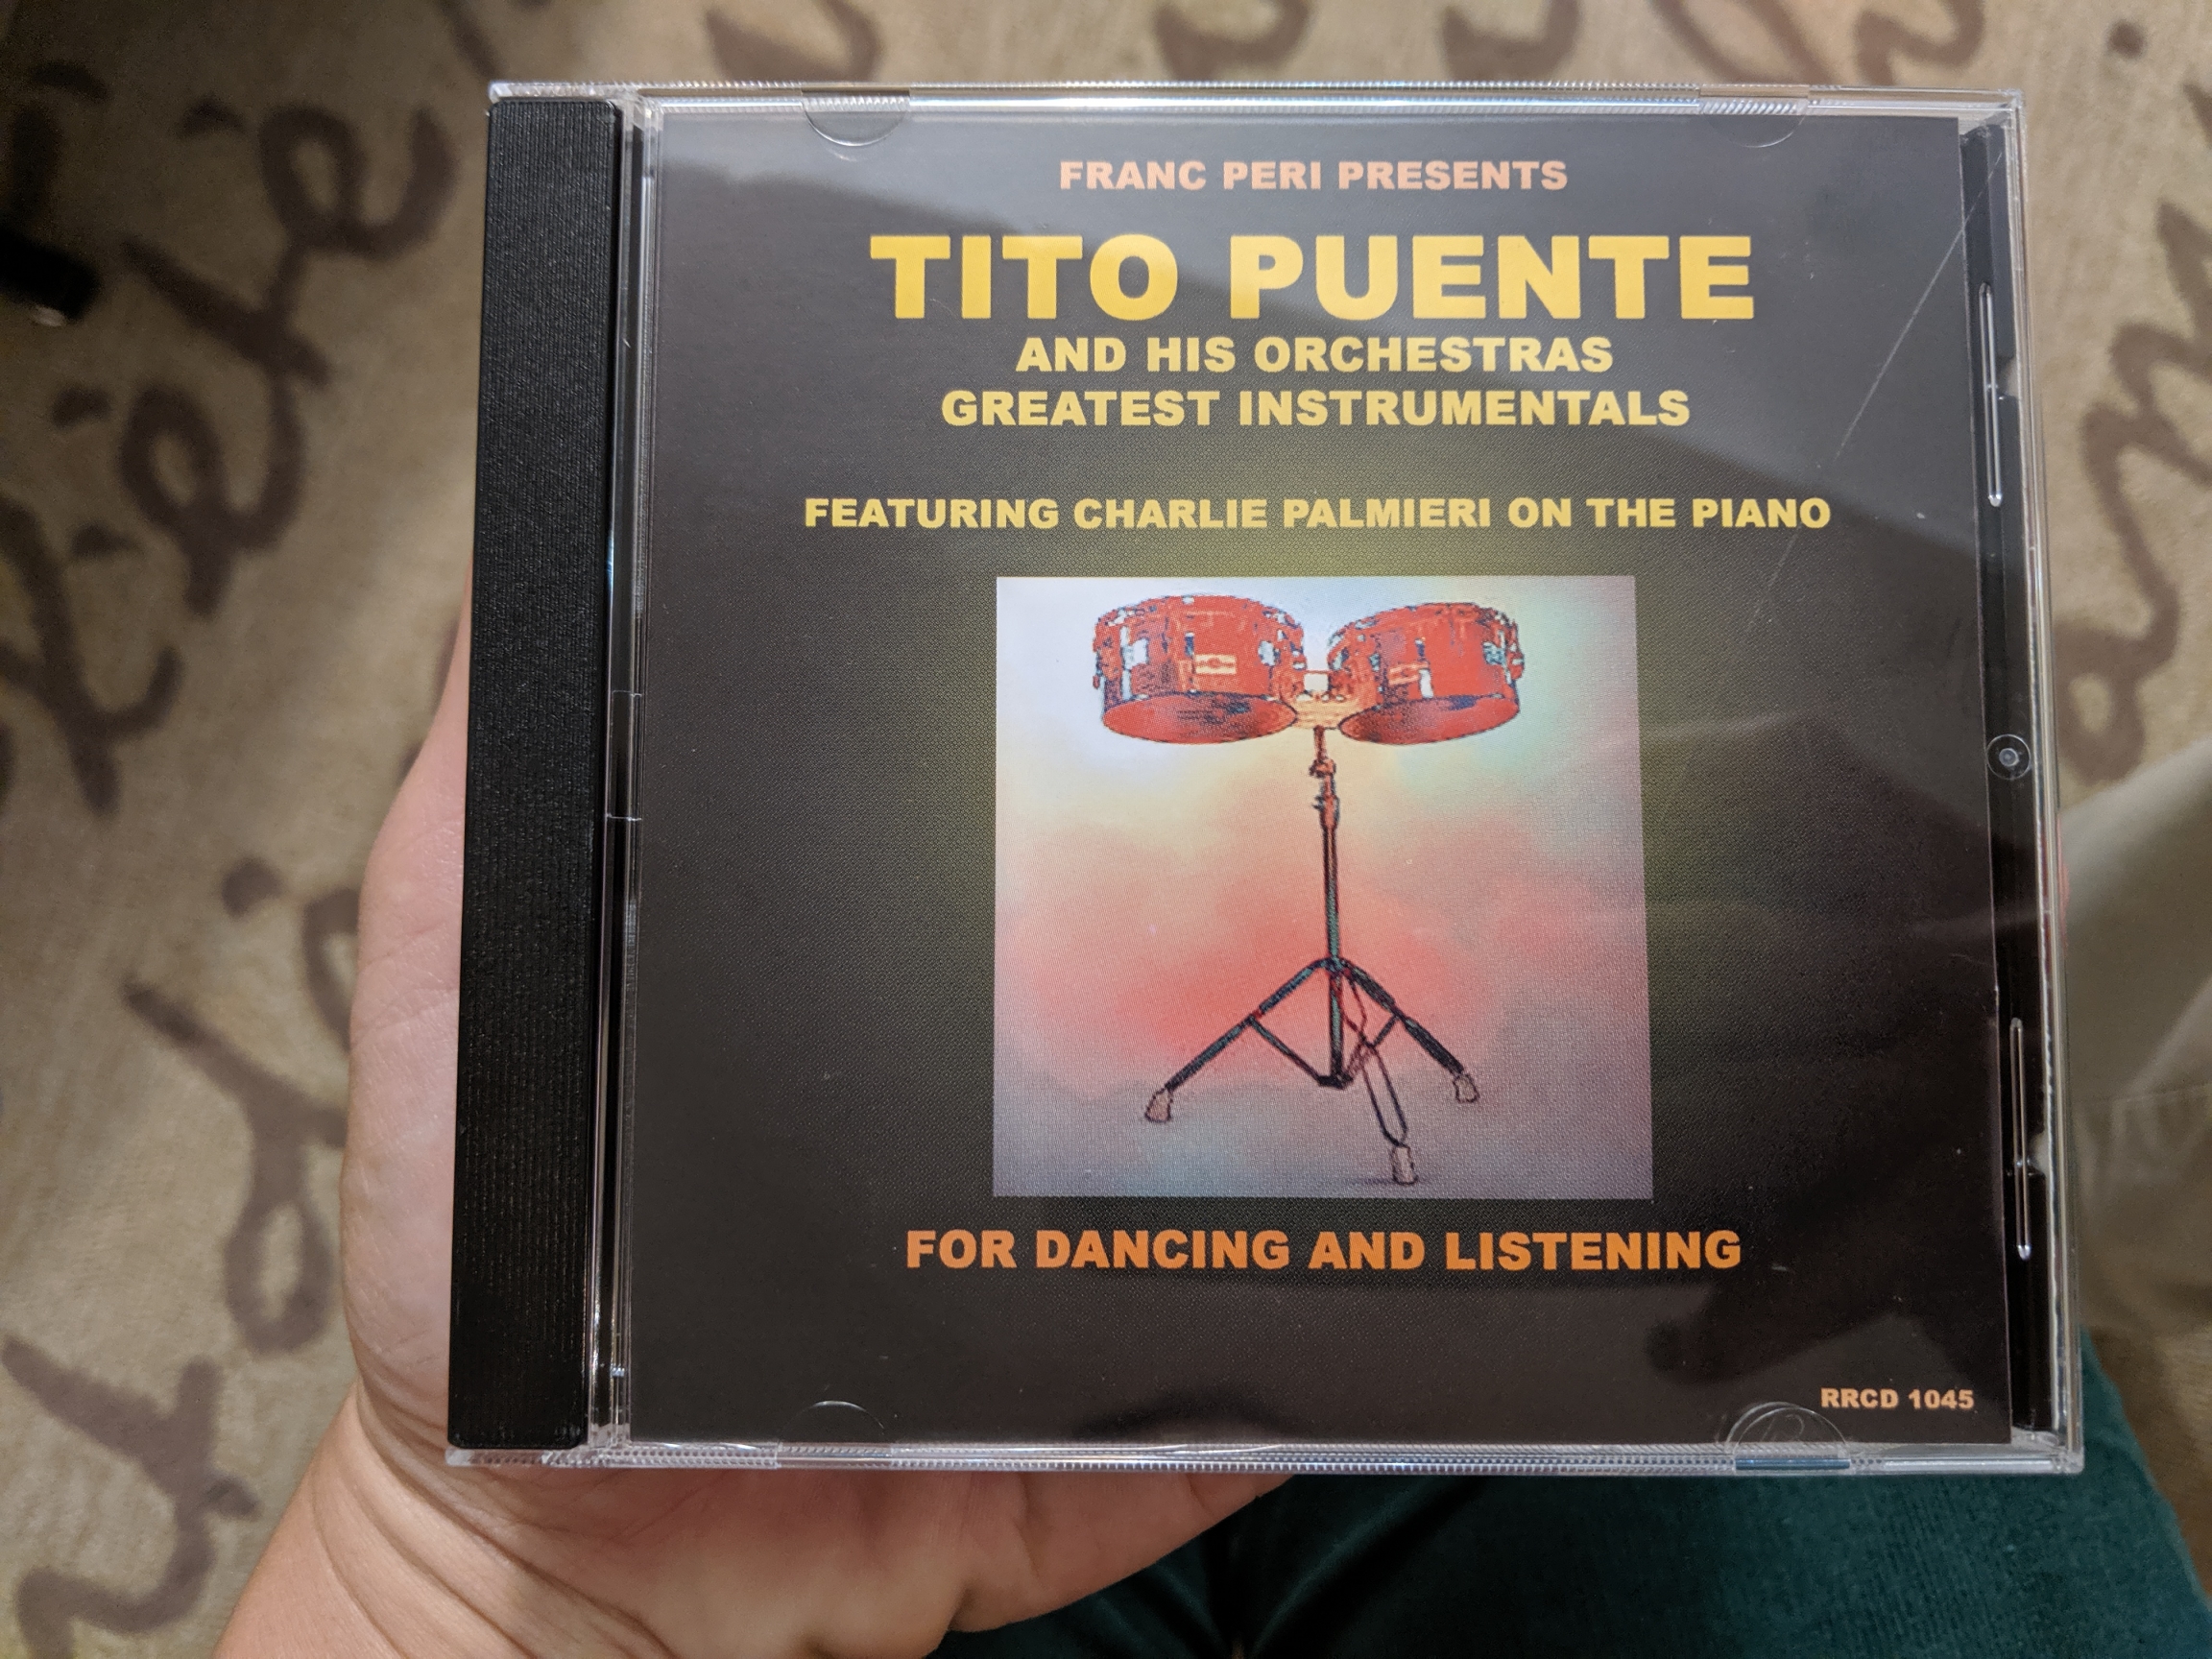 FRANC PERI PRESENTS
TITO PUENTE
AND HIS ORCHESTRAS
GREATEST INSTRUMENTALS
FEATURING CHARLIE PALMIERI ON THE PIANO
FOR DANCING AND LISTENING
RRCD 1045